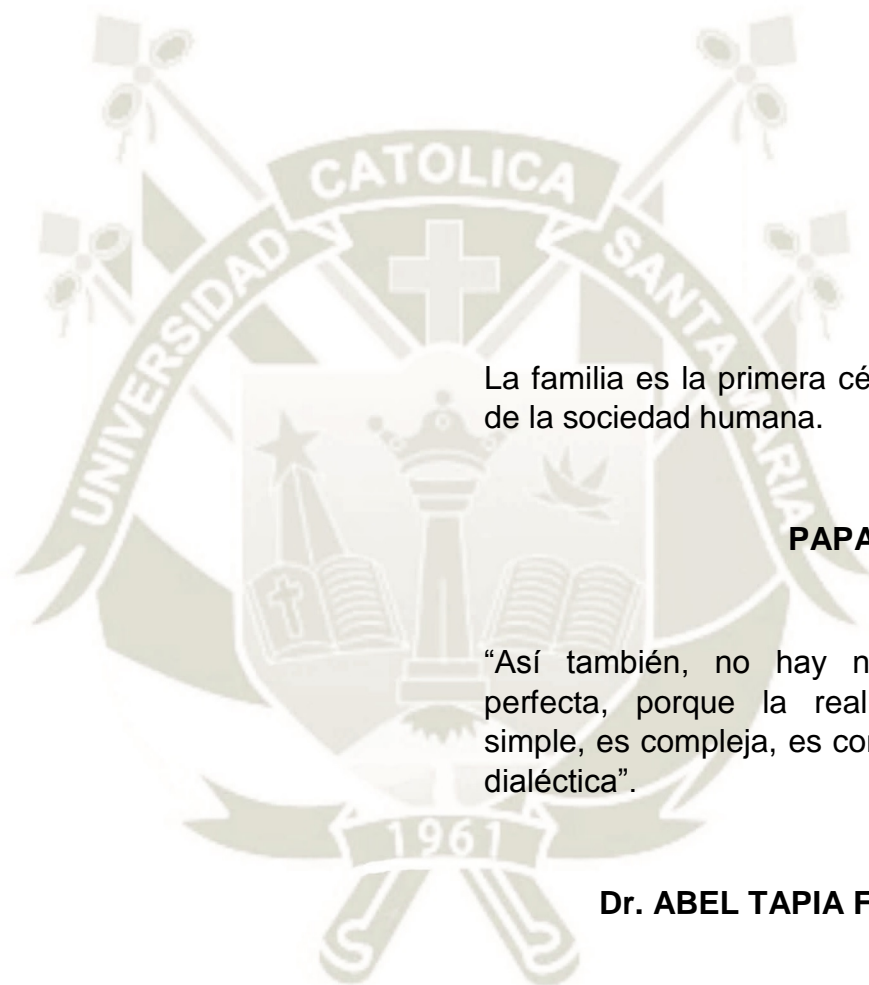 UNIVERSIDAD CATOLICA SANTA MARIA
La familia es la primera cé
de la sociedad humana.
PAPA
“Así también, no hay n
perfecta, porque la real
simple, es compleja, es
dialéctica”.
1961
Dr. ABEL TAPIA F